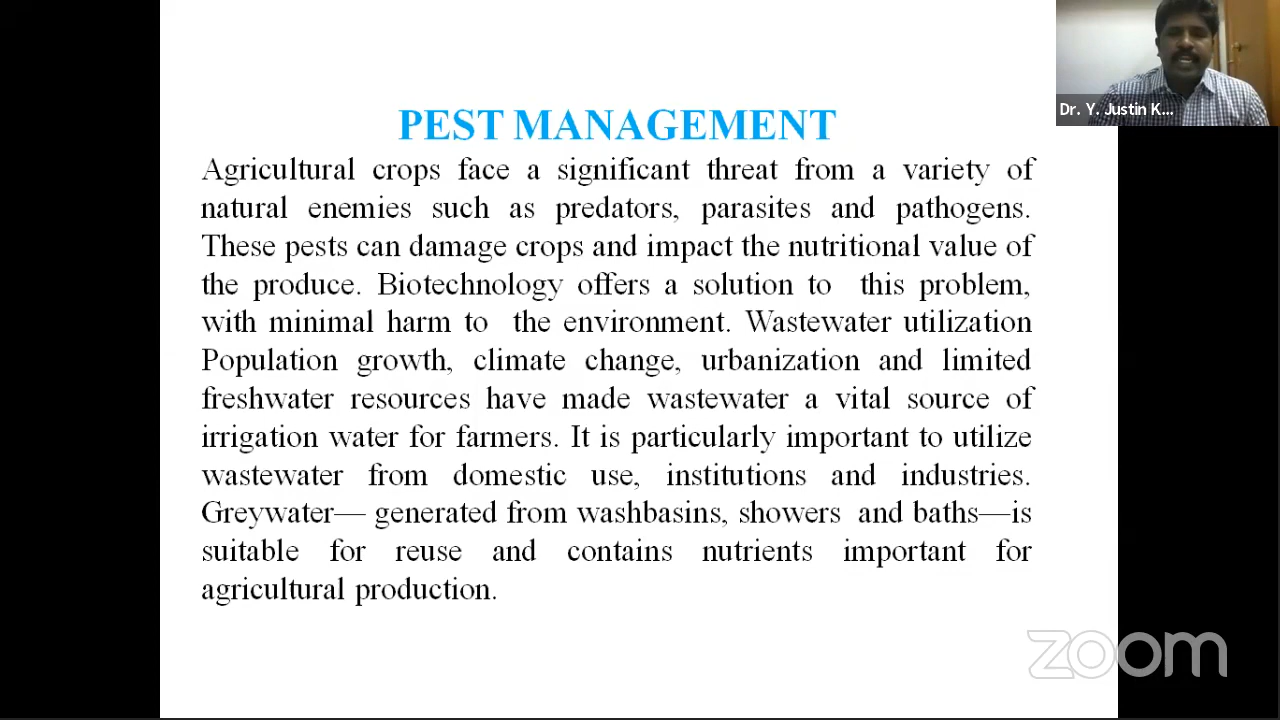 PEST MANAGEMENT
Agricultural crops face a significant threat from a variety of
natural enemies such as predators, parasites and pathogens.
These pests can damage crops and impact the nutritional value of
the produce. Biotechnology offers a solution to this problem,
with minimal harm to the environment. Wastewater utilization
Population growth, climate change, urbanization and limited
freshwater resources have made wastewater a vital source of
irrigation water for farmers. It is particularly important to utilize
wastewater from domestic use, institutions and industries.
Greywater— generated from washbasins, showers and baths—is
suitable for reuse and contains nutrients important for
agricultural production.
Dr. Y. Justin K...
zoom